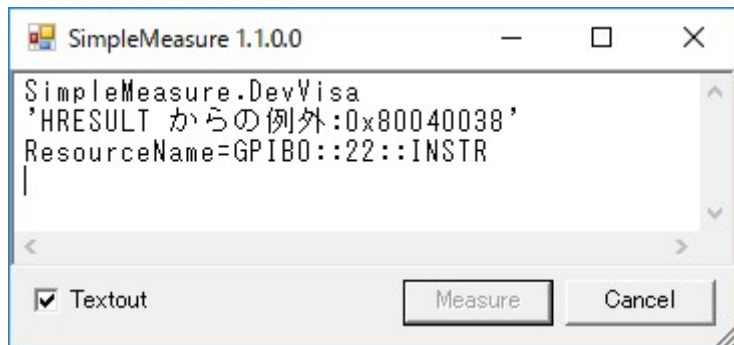 SimpleMeasure 1.1.0.0
SimpleMeasure.DevVisa
'HRESULT からの例外:0x80040038'
ResourceName=GPIB0::22::INSTR
Textout
Measure
Cancel